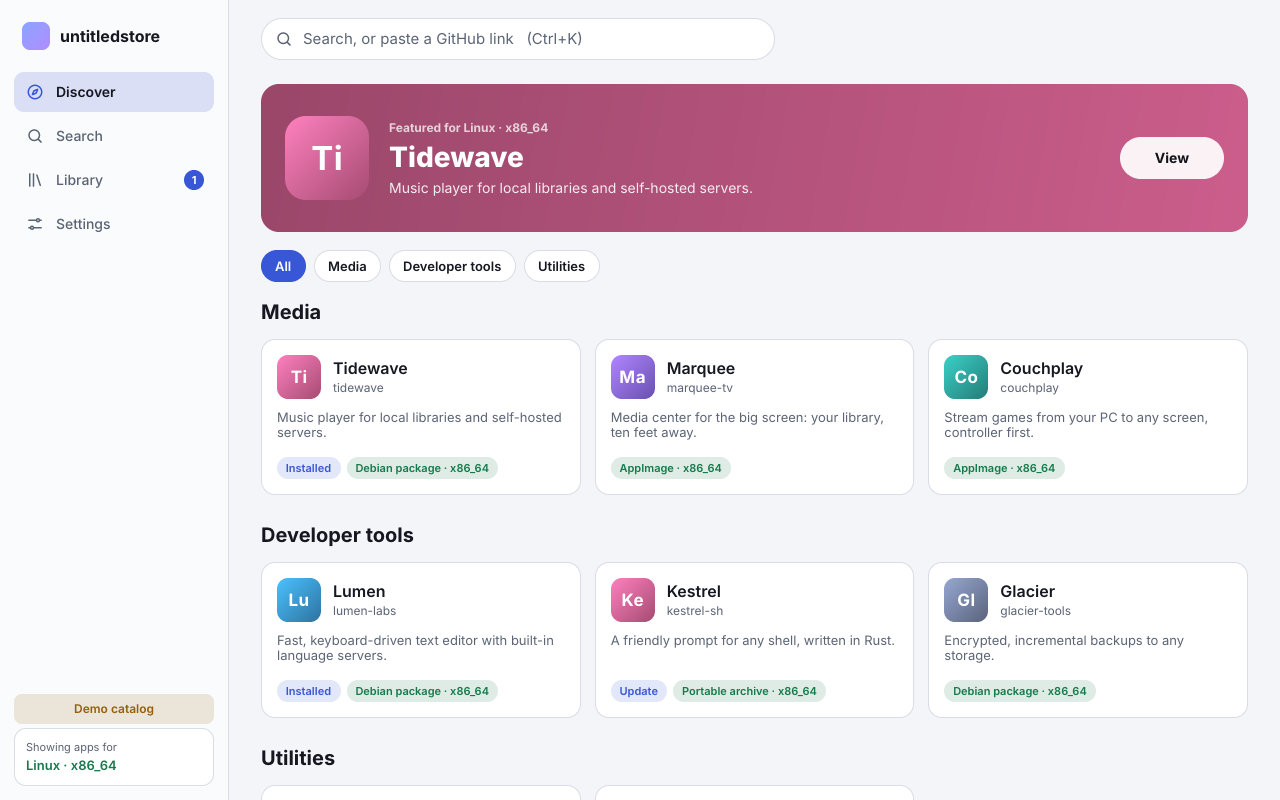 untitledstore
Discover
Search
Library
1
Settings
Demo catalog
Showing apps for
Linux · x86_64
Search, or paste a GitHub link (Ctrl+K)
Ti
Featured for Linux · x86_64
Tidewave
Music player for local libraries and self-hosted servers.
View
All
Media
Developer tools
Utilities
Media
Ti
Tidewave
tidewave
Music player for local libraries and self-hosted
servers.
Installed
Debian package · x86_64
Ma
Marquee
marquee-tv
Media center for the big screen: your library,
ten feet away.
AppImage · x86_64
Co
Couchplay
couchplay
Stream games from your PC to any screen,
controller first.
AppImage · x86_64
Developer tools
Lu
Lumen
lumen-labs
Fast, keyboard-driven text editor with built-in
language servers.
Installed
Debian package · x86_64
Ke
Kestrel
kestrel-sh
A friendly prompt for any shell, written in Rust.
Update
Portable archive · x86_64
Gl
Glacier
glacier-tools
Encrypted, incremental backups to any
storage.
Debian package · x86_64
Utilities